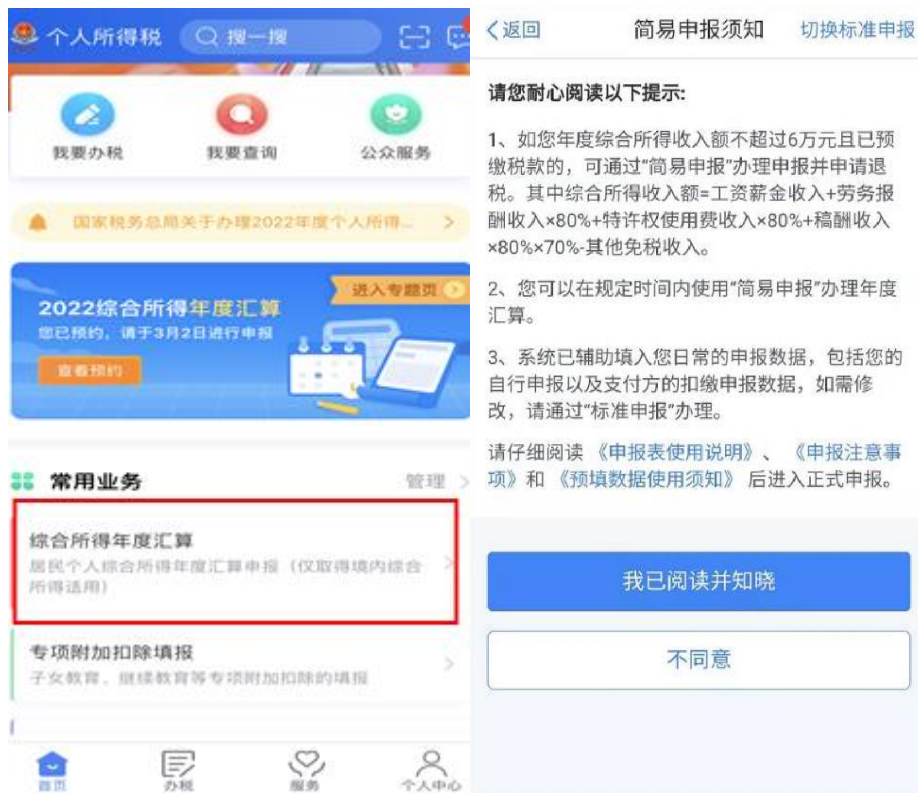 个人所得税
搜一搜
我要办税
我要查询
公众服务
国家税务总局关于办理2022年度个人所得...
进入专题页
2022综合所得年度汇算
您已预约，请于3月2日进行申报
查看预约
常用业务
管理
综合所得年度汇算
居民个人综合所得年度汇算申报（仅取得境内综合
所得适用）
专项附加扣除填报
子女教育、继续教育等专项附加扣除的填报
首页
办税
服务
个人中心
返回
简易申报须知
切换标准申报
请您耐心阅读以下提示:
1、如您年度综合所得收入额不超过6万元且已预
缴税款的，可通过“简易申报”办理申报并申请退
税。其中综合所得收入额=工资薪金收入+劳务报
酬收入×80%+特许权使用费收入×80%+稿酬收入
×80%×70%-其他免税收入。
2、您可以在规定时间内使用“简易申报”办理年度
汇算。
3、系统已辅助填入您日常的申报数据，包括您的
自行申报以及支付方的扣缴申报数据，如需修
改，请通过“标准申报”办理。
请仔细阅读《申报表使用说明》、《申报注意事
项》和《预填数据使用须知》后进入正式申报。
我已阅读并知晓
不同意